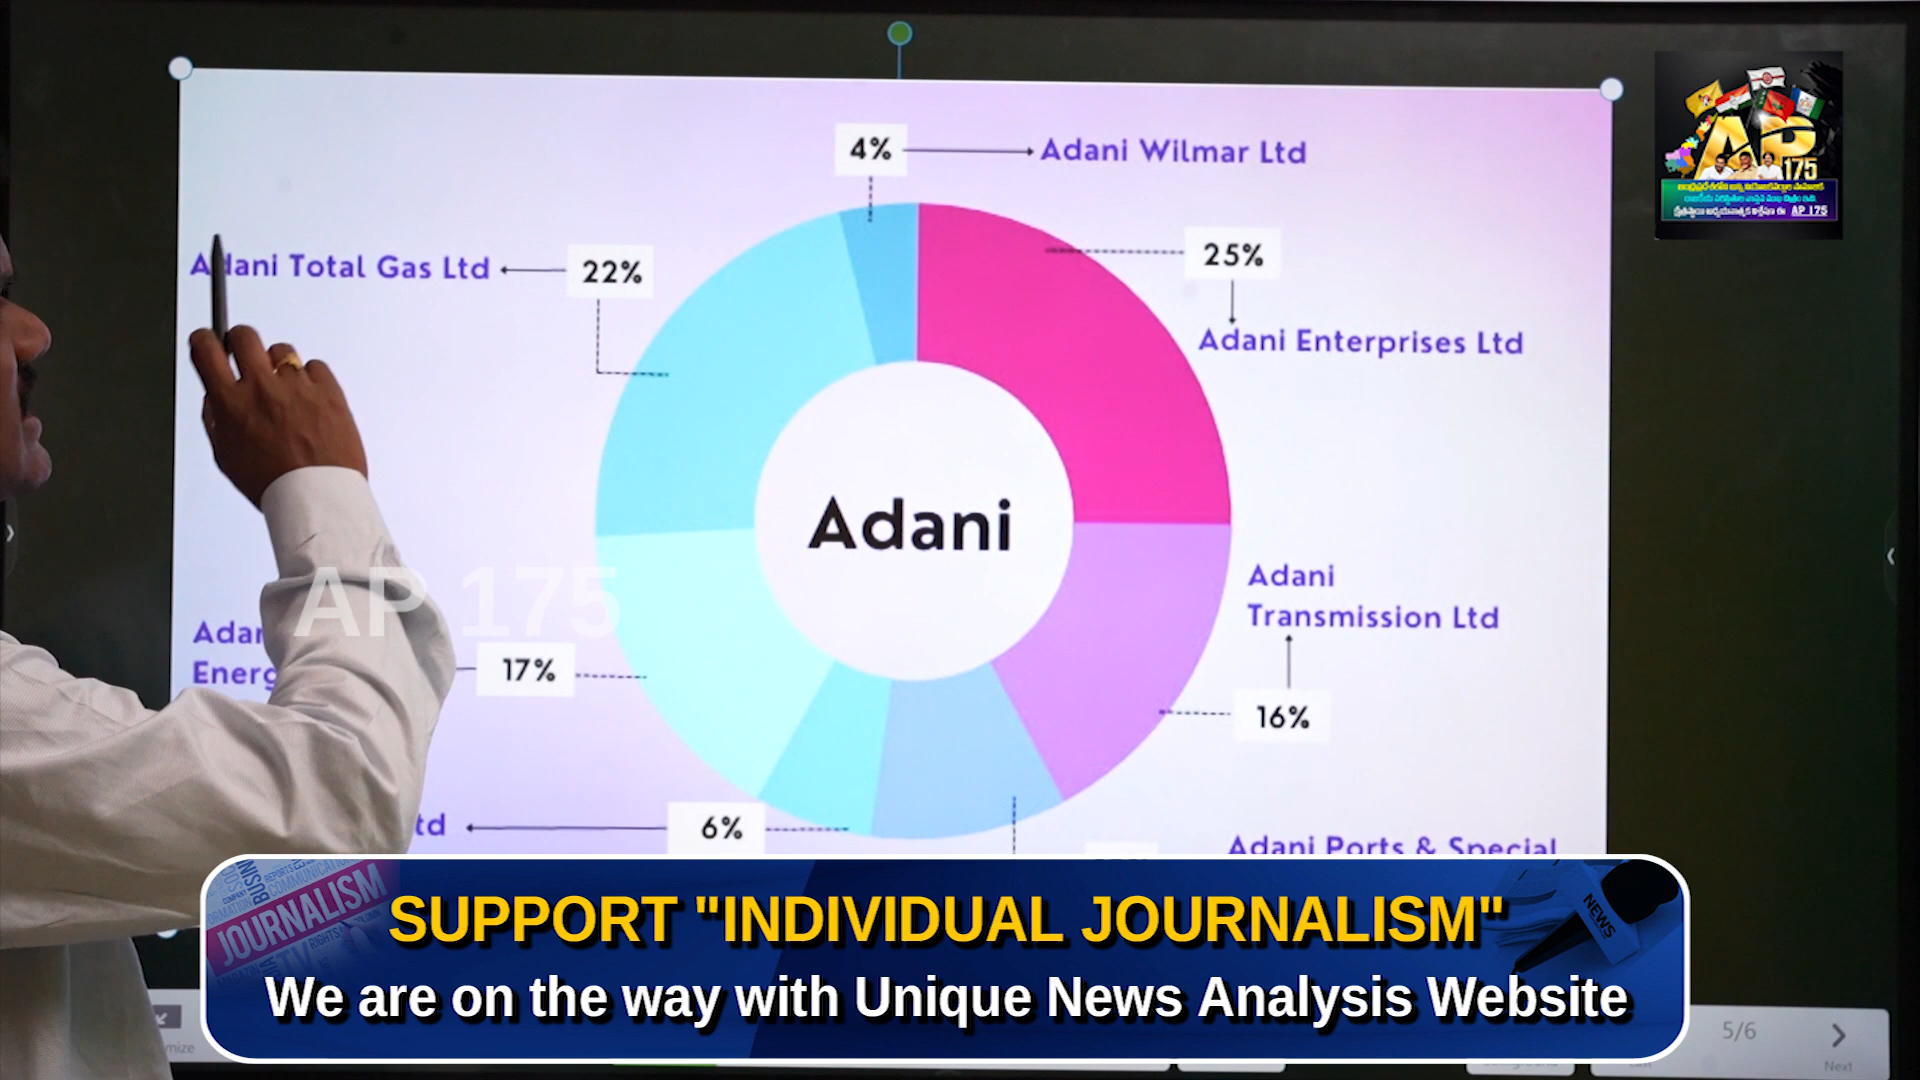 4%
Adani Wilmar Ltd
Adani Total Gas Ltd
22%
25%
Adani Enterprises Ltd
Adani
Adani
Transmission Ltd
AP 175
17%
16%
6%
Adani Ports & Special
AP
175
AP 175
JOURNALISM
SUPPORT "INDIVIDUAL JOURNALISM"
NEWS
We are on the way with Unique News Analysis Website
5/6
Next